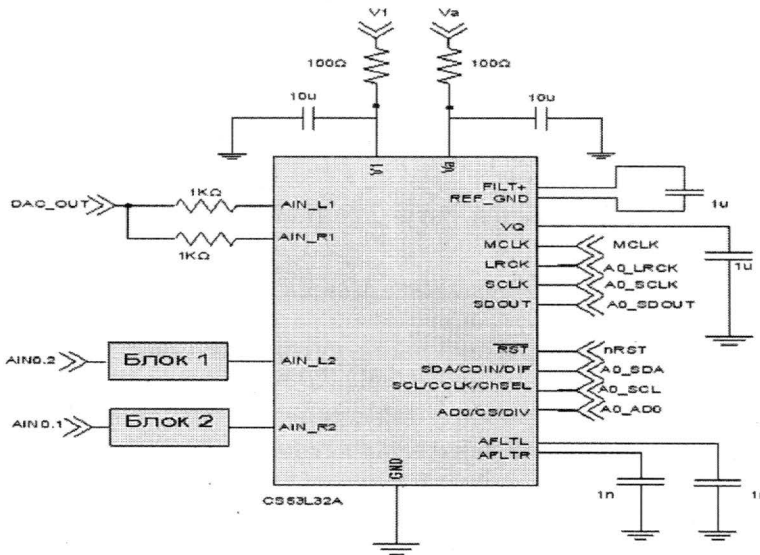 V1
Va
100Ω
100Ω
10u
10u
V1
Va
DAC_OUT
1KΩ
1KΩ
AIN_L1
AIN_R1
FILT+
REF_GND
1u
VQ
1u
MCLK
MCLK
LRCK
A0_LRCK
SCLK
A0_SCLK
SDOUT
A0_SDOUT
AIN0.2
Блок 1
AIN_L2
RST
nRST
SDA/CDIN/DIF
A0_SDA
SCL/CCLK/ChSEL
A0_SCL
AD0/CS/DIV
A0_AD0
AIN0.1
Блок 2
AIN_R2
AFLTL
AFLTR
GND
1n
CS53L32A